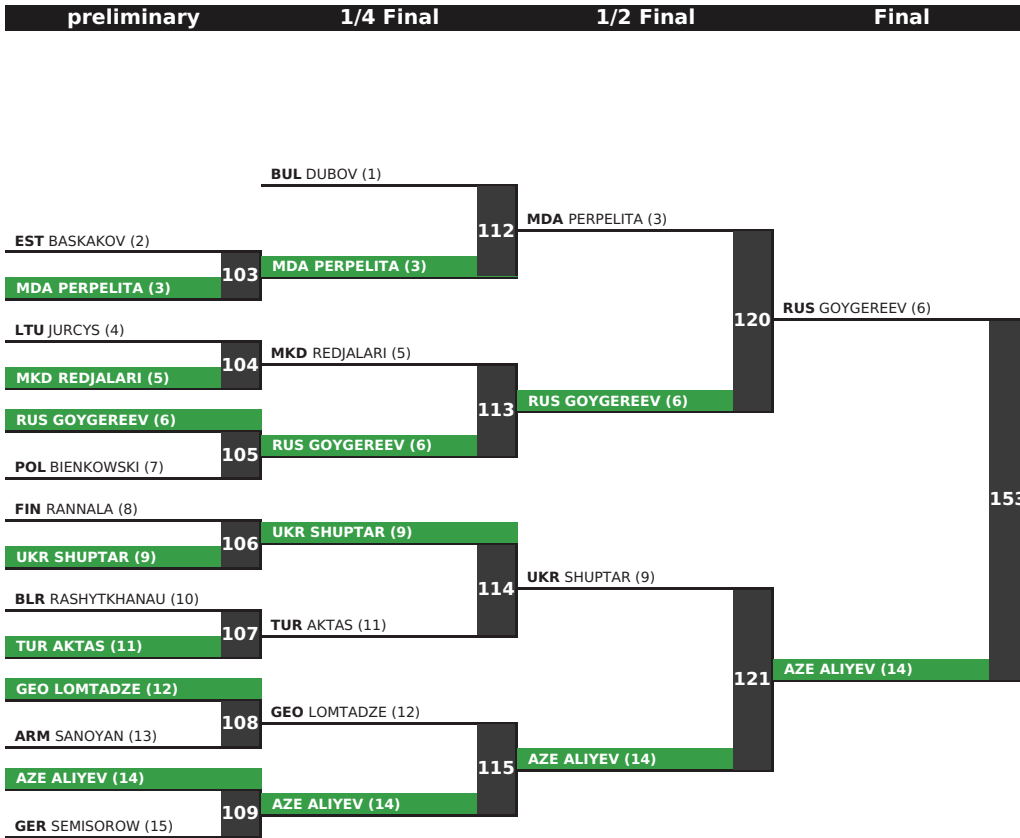 preliminary 1/4 Final 1/2 Final Final
BUL DUBOV (1)
112
MDA PERPELITA (3)
EST BASKAKOV (2)
103
MDA PERPELITA (3)
MDA PERPELITA (3)
120
RUS GOYGEREEV (6)
LTU JURCYS (4)
104
MKD REDJALARI (5)
MKD REDJALARI (5)
113
RUS GOYGEREEV (6)
RUS GOYGEREEV (6)
105
RUS GOYGEREEV (6)
POL BIENKOWSKI (7)
153
FIN RANNALA (8)
106
UKR SHUPTAR (9)
UKR SHUPTAR (9)
114
UKR SHUPTAR (9)
BLR RASHYTKHANAU (10)
107
TUR AKTAS (11)
TUR AKTAS (11)
121
AZE ALIYEV (14)
GEO LOMTADZE (12)
108
GEO LOMTADZE (12)
ARM SANOYAN (13)
115
AZE ALIYEV (14)
AZE ALIYEV (14)
109
AZE ALIYEV (14)
GER SEMISOROW (15)